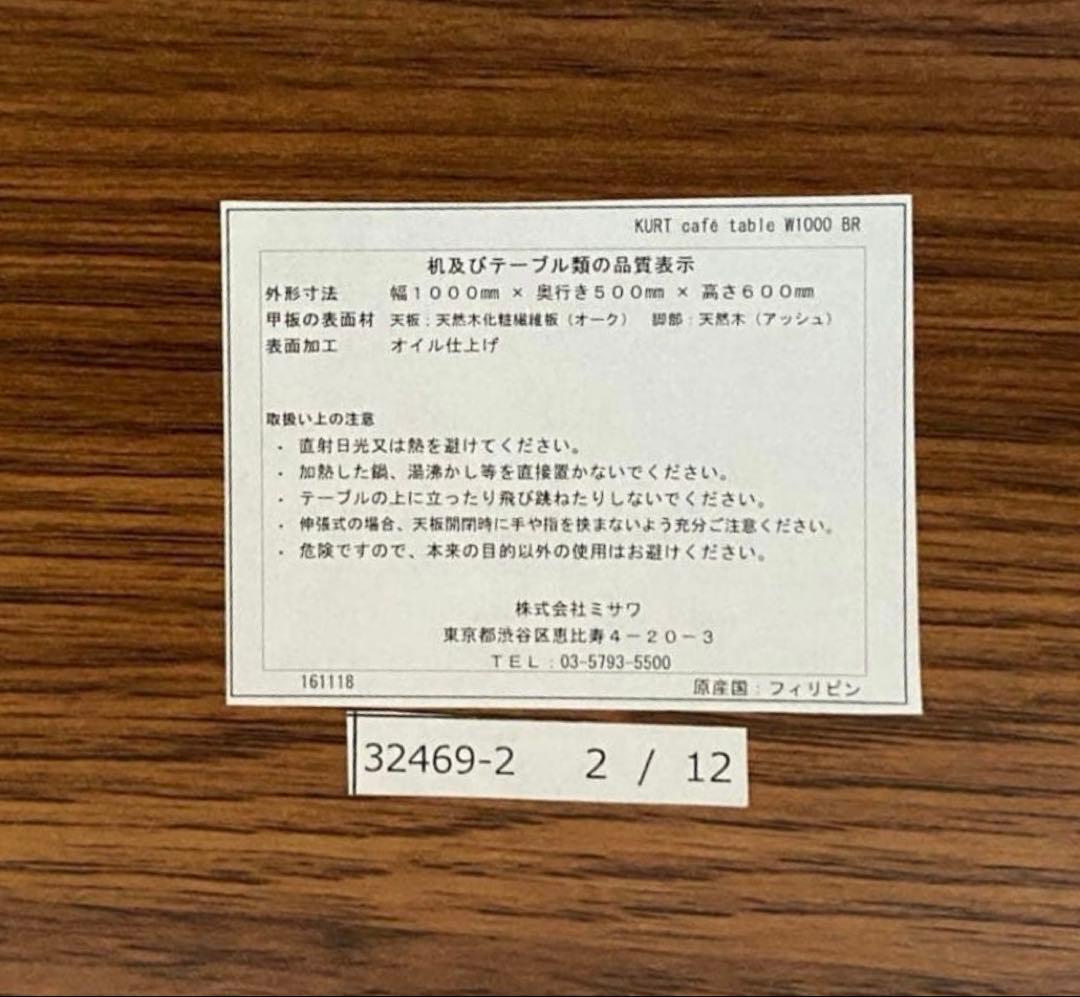 KURT café table W1000 BR
机及びテーブル類の品質表示
外形寸法 幅1000㎜ × 奥行き500㎜ × 高さ600㎜
甲板の表面材 天板:天然木化粧繊維板(オーク) 脚部:天然木(アッシュ)
表面加工 オイル仕上げ
取扱い上の注意
・ 直射日光又は熱を避けてください。
・ 加熱した鍋、湯沸かし等を直接置かないでください。
・ テーブルの上に立ったり飛び跳ねたりしないでください。
・ 伸張式の場合、天板開閉時に手や指を挟まないよう充分ご注意ください。
・ 危険ですので、本来の目的以外の使用はお避けください。
株式会社ミサワ
東京都渋谷区恵比寿4-20-3
TEL:03-5793-5500
161118 原産国:フィリピン
32469-2 2 / 12